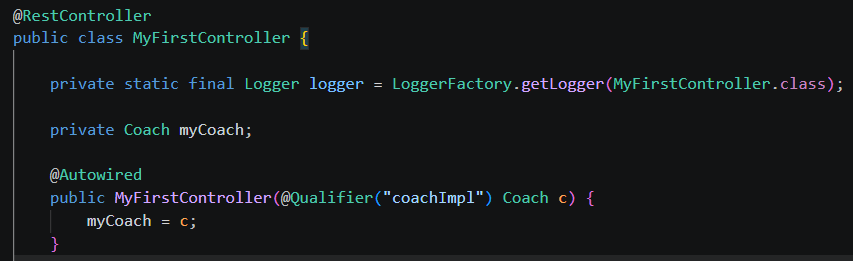 @RestController
public class MyFirstController {
private static final Logger logger = LoggerFactory.getLogger(MyFirstController.class);
private Coach myCoach;
@Autowired
public MyFirstController(@Qualifier("coachImpl") Coach c) {
myCoach = c;
}